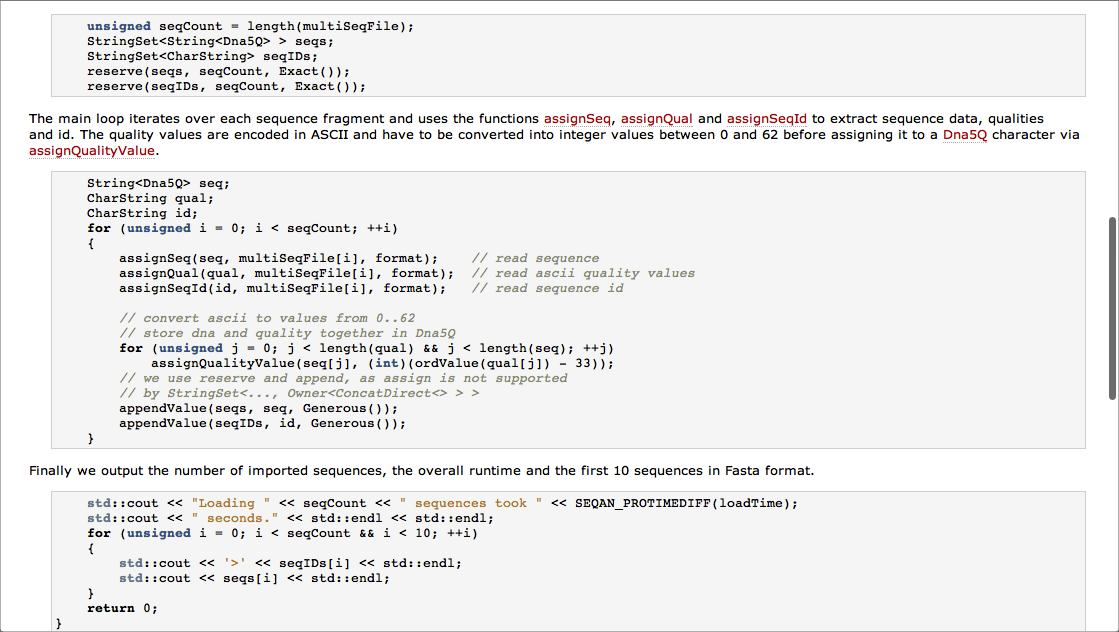 unsigned seqCount = length(multiSeqFile);
StringSet<String<Dna5Q> > seqs;
StringSet<CharString> seqIDs;
reserve(seqs, seqCount, Exact());
reserve(seqIDs, seqCount, Exact());
The main loop iterates over each sequence fragment and uses the functions assignSeq, assignQual and assignSeqId to extract sequence data, qualities
and id. The quality values are encoded in ASCII and have to be converted into integer values between 0 and 62 before assigning it to a Dna5Q character via
assignQualityValue.
String<Dna5Q> seq;
CharString qual;
CharString id;
for (unsigned i = 0; i < seqCount; ++i)
{
assignSeq(seq, multiSeqFile[i], format);    // read sequence
assignQual(qual, multiSeqFile[i], format);  // read ascii quality values
assignSeqId(id, multiSeqFile[i], format);   // read sequence id
// convert ascii to values from 0..62
// store dna and quality together in Dna5Q
for (unsigned j = 0; j < length(qual) && j < length(seq); ++j)
assignQualityValue(seq[j], (int)(ordValue(qual[j]) - 33));
// we use reserve and append, as assign is not supported
// by StringSet<..., Owner<ConcatDirect<> > >
appendValue(seqs, seq, Generous());
appendValue(seqIDs, id, Generous());
}
Finally we output the number of imported sequences, the overall runtime and the first 10 sequences in Fasta format.
std::cout << "Loading " << seqCount << " sequences took " << SEQAN_PROTIMEDIFF(loadTime);
std::cout << " seconds." << std::endl << std::endl;
for (unsigned i = 0; i < seqCount && i < 10; ++i)
{
std::cout << '>' << seqIDs[i] << std::endl;
std::cout << seqs[i] << std::endl;
}
return 0;
}